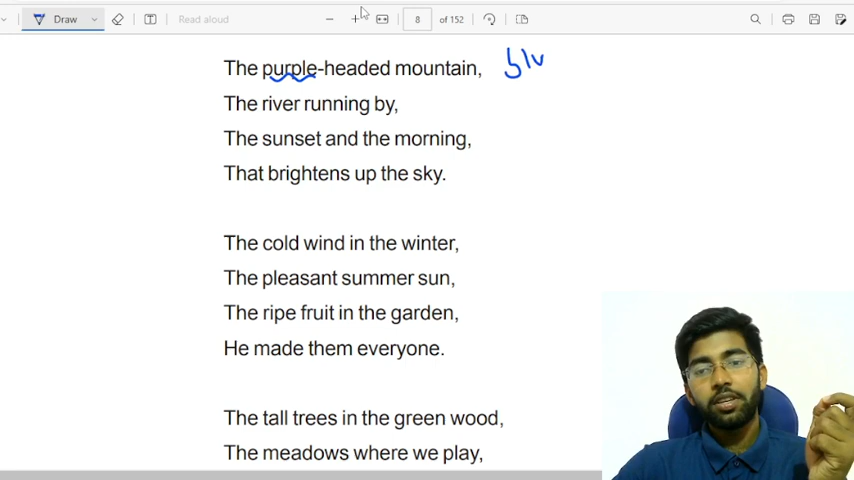 Draw
Read aloud
8 of 152
The purple-headed mountain, blu
The river running by,
The sunset and the morning,
That brightens up the sky.
The cold wind in the winter,
The pleasant summer sun,
The ripe fruit in the garden,
He made them everyone.
The tall trees in the green wood,
The meadows where we play,